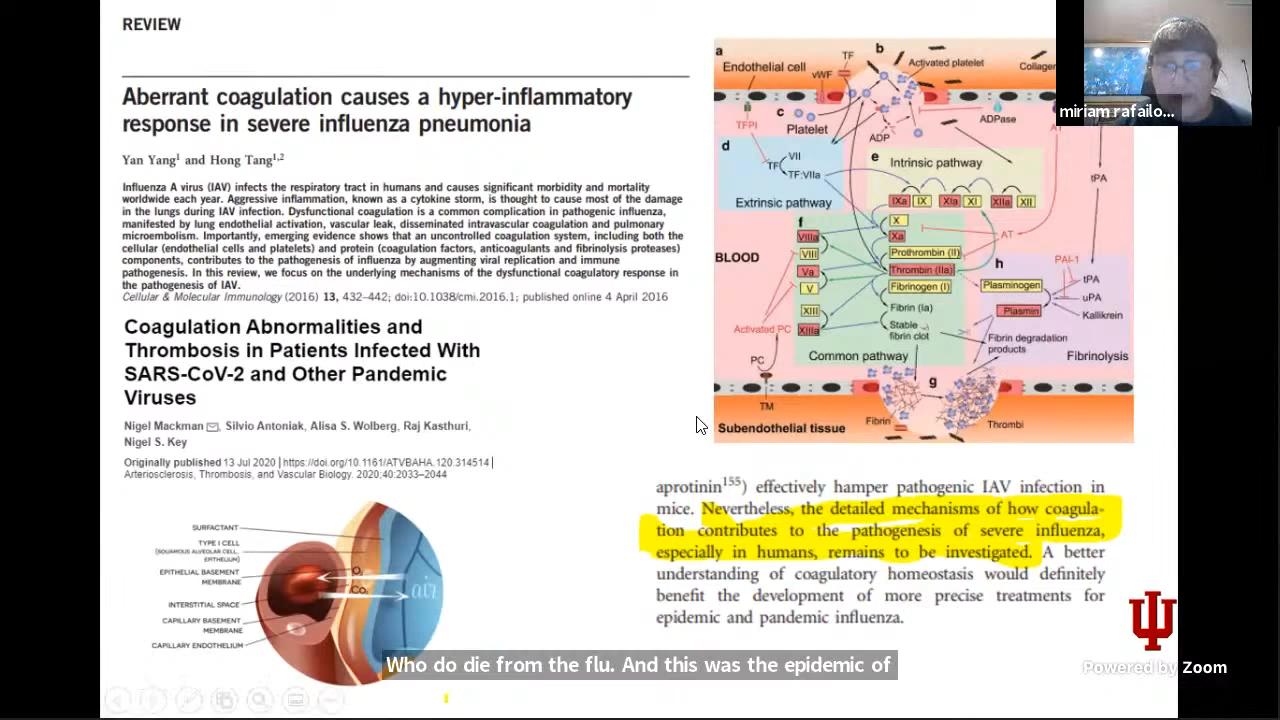 REVIEW
Aberrant coagulation causes a hyper-inflammatory
response in severe influenza pneumonia
Yan Yang1 and Hong Tang1,2
Influenza A virus (IAV) infects the respiratory tract in humans and causes significant morbidity and mortality
worldwide each year. Aggressive inflammation, known as a cytokine storm, is thought to cause most of the damage
in the lungs during IAV infection. Dysfunctional coagulation is a common complication in pathogenic influenza,
manifested by lung endothelial activation, vascular leak, disseminated intravascular coagulation and pulmonary
microembolism. Importantly, emerging evidence shows that an uncontrolled coagulation system, including both the
cellular (endothelial cells and platelets) and protein (coagulation factors, anticoagulants and fibrinolysis proteases)
components, contributes to the pathogenesis of influenza by augmenting viral replication and immune
pathogenesis. In this review, we focus on the underlying mechanisms of the dysfunctional coagulatory response in
the pathogenesis of IAV.
Cellular & Molecular Immunology (2016) 13, 432–442; doi:10.1038/cmi.2016.1; published online 4 April 2016
Coagulation Abnormalities and
Thrombosis in Patients Infected With
SARS-CoV-2 and Other Pandemic
Viruses
Nigel Mackman, Silvio Antoniak, Alisa S. Wolberg, Raj Kasthuri,
Nigel S. Key
Originally published 13 Jul 2020 | https://doi.org/10.1161/ATVBAHA.120.314514 |
Arteriosclerosis, Thrombosis, and Vascular Biology. 2020;40:2033–2044
SURFACTANT
TYPE I CELL
(SQUAMOUS ALVEOLAR CELL,
EPITHELIUM)
EPITHELIAL BASEMENT
MEMBRANE
INTERSTITIAL SPACE
CAPILLARY BASEMENT
MEMBRANE
CAPILLARY ENDOTHELIUM
O2
CO2
air
a
Endothelial cell
TF
b
Activated platelet
Collagen
vWF
c
Platelet
ADP
ADPase
AT
TFPI
d
VII
TF
TF:VIIa
Extrinsic pathway
e
Intrinsic pathway
IXa
IX
XIa
XI
XIIa
XII
tPA
f
X
Xa
AT
VIIIa
VIII
Prothrombin (II)
Thrombin (IIa)
Va
V
Fibrinogen (I)
XIII
XIIIa
Fibrin (Ia)
Stable
fibrin clot
Common pathway
BLOOD
Activated PC
PC
TM
h
PAI-1
Plasminogen
tPA
uPA
Plasmin
Kallikrein
Fibrin degradation
products
Fibrinolysis
g
Fibrin
Thrombi
Subendothelial tissue
miriam rafailo...
aprotinin155) effectively hamper pathogenic IAV infection in
mice. Nevertheless, the detailed mechanisms of how coagula-
tion contributes to the pathogenesis of severe influenza,
especially in humans, remains to be investigated. A better
understanding of coagulatory homeostasis would definitely
benefit the development of more precise treatments for
epidemic and pandemic influenza.
Who do die from the flu. And this was the epidemic of
Powered by Zoom